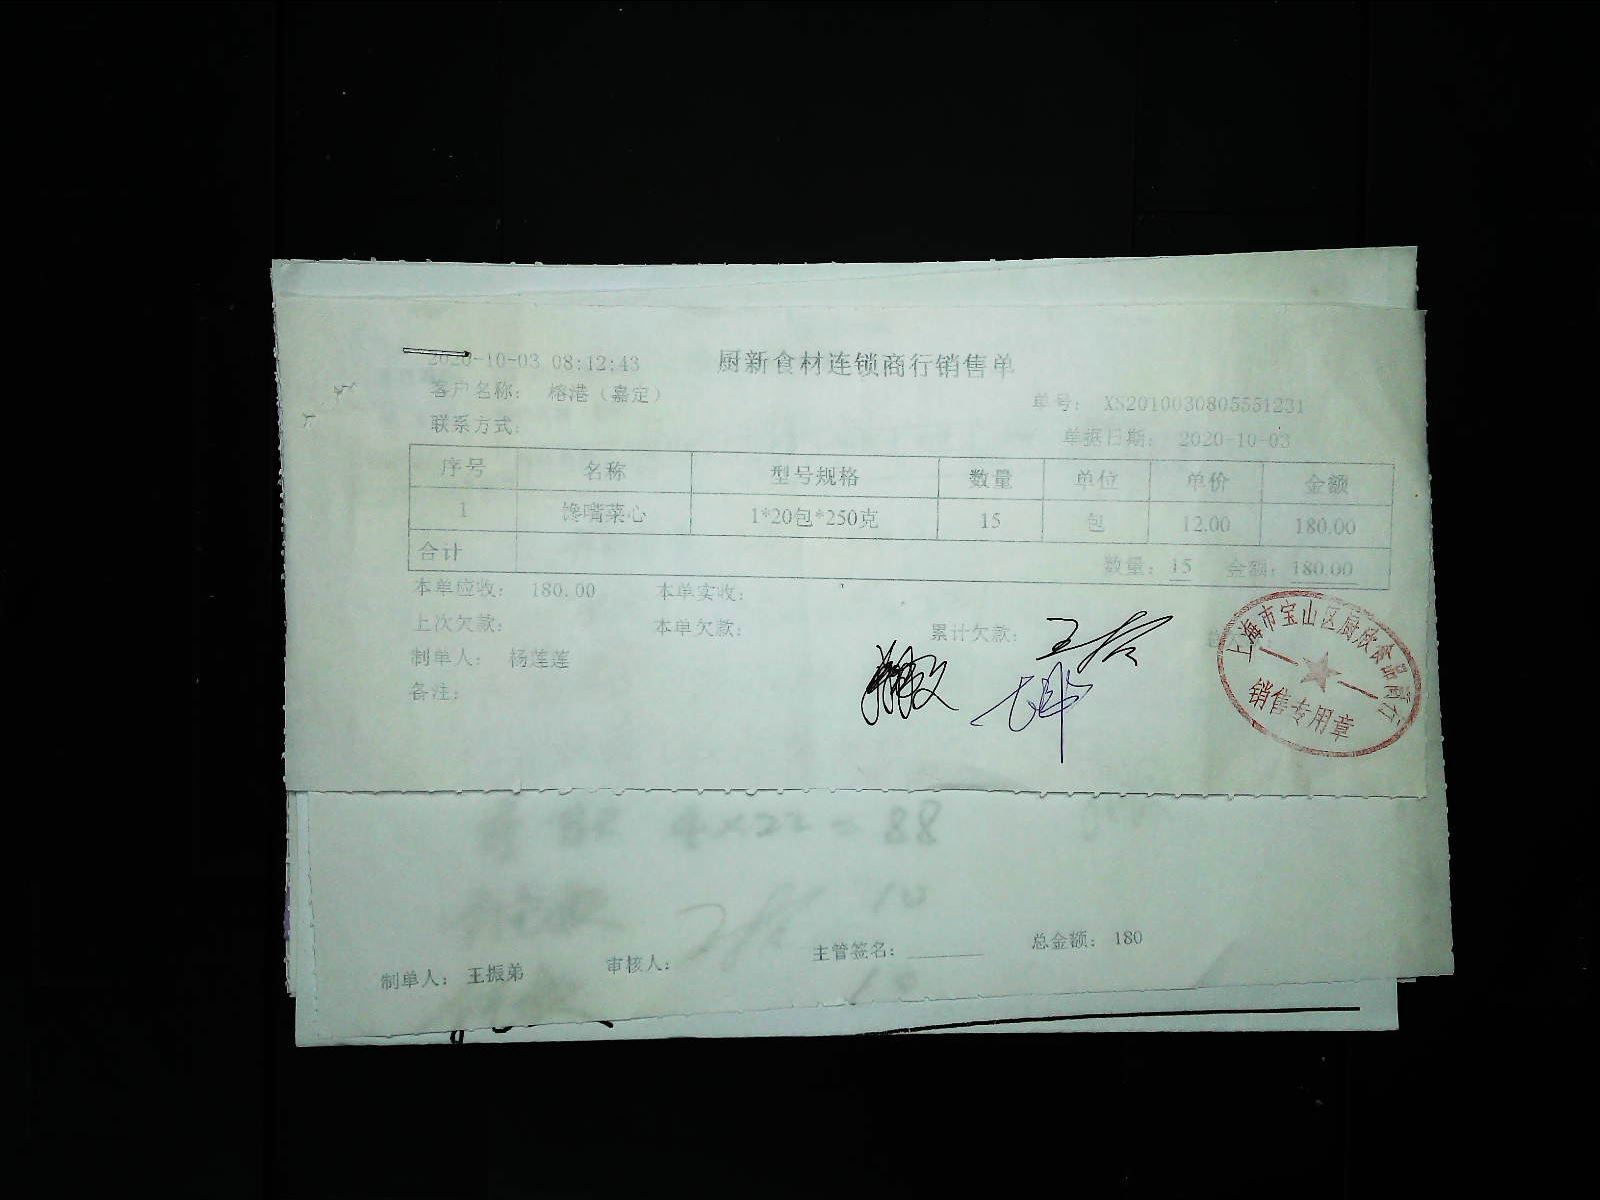 2020-10-03 08:12:43 厨新食材连锁商行销售单
客户名称： 榕港（嘉定） 单号： XS2010030805551231
联系方式： 单据日期： 2020-10-03
序号 名称 型号规格 数量 单位 单价 金额
1 馋嘴菜心 1*20包*250克 15 包 12.00 180.00
合计 数量：15 金额：180.00
本单应收： 180.00 本单实收：
上次欠款： 本单欠款： 累计欠款：
制单人： 杨莲莲
备注：
上海市宝山区厨欣食品商行
销售专用章
4×22=88
10
制单人： 王振弟 审核人： 主管签名： 总金额： 180